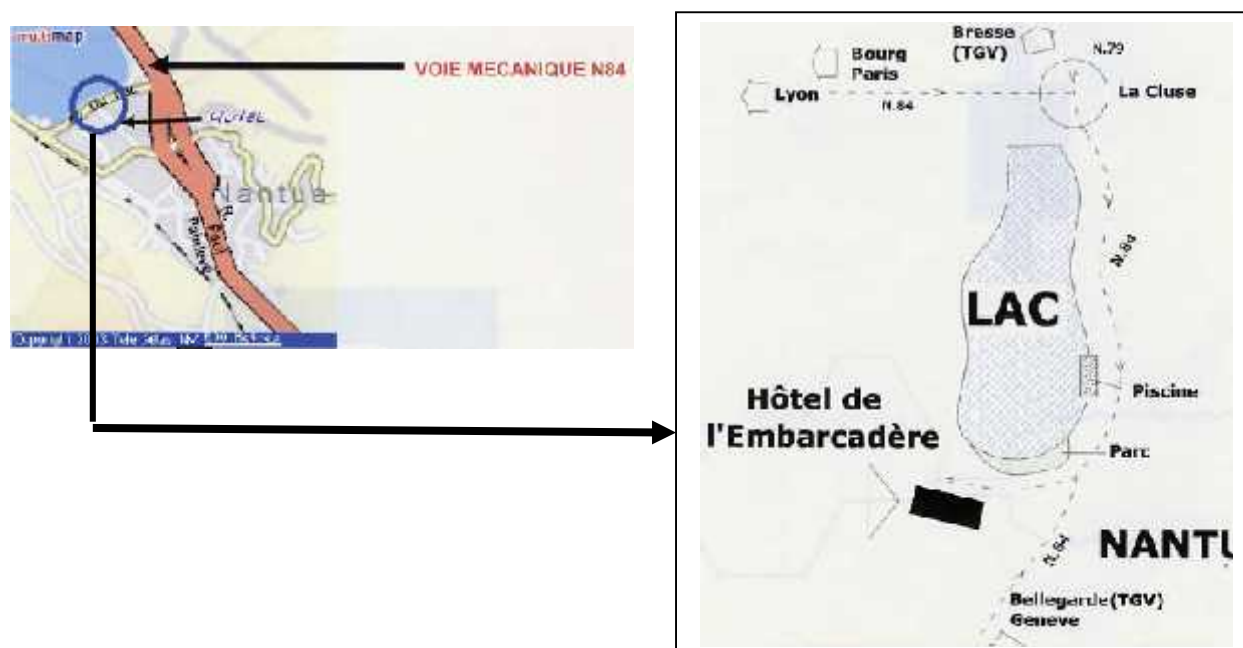 multimap
VOIE MECANIQUE N84
Nantua
Bresse
(TGV)
N.79
Bourg
Paris
Lyon
N.84
La Cluse
N.84
LAC
Piscine
Hôtel de
l'Embarcadère
Parc
N.84
NANTU
Bellegarde (TGV)
Geneve